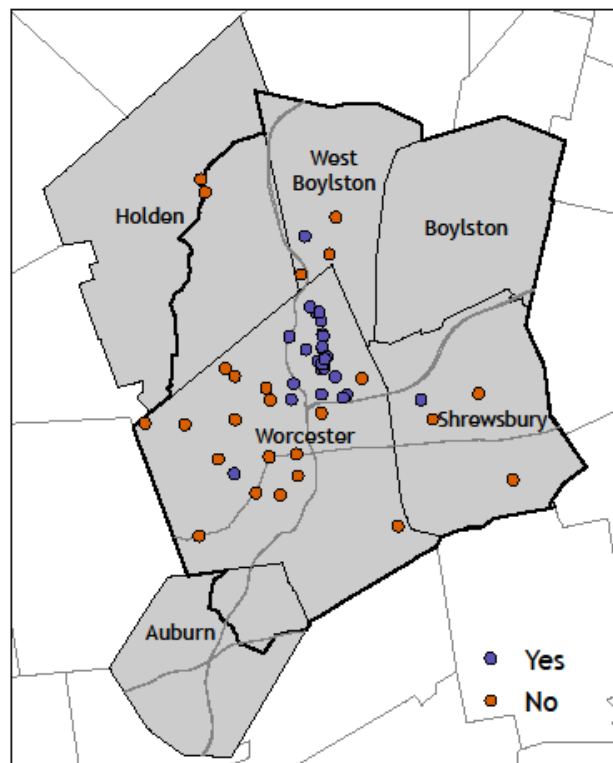 West
Boylston
Holden
Boylston
Shrewsbury
Worcester
Auburn
Yes
No